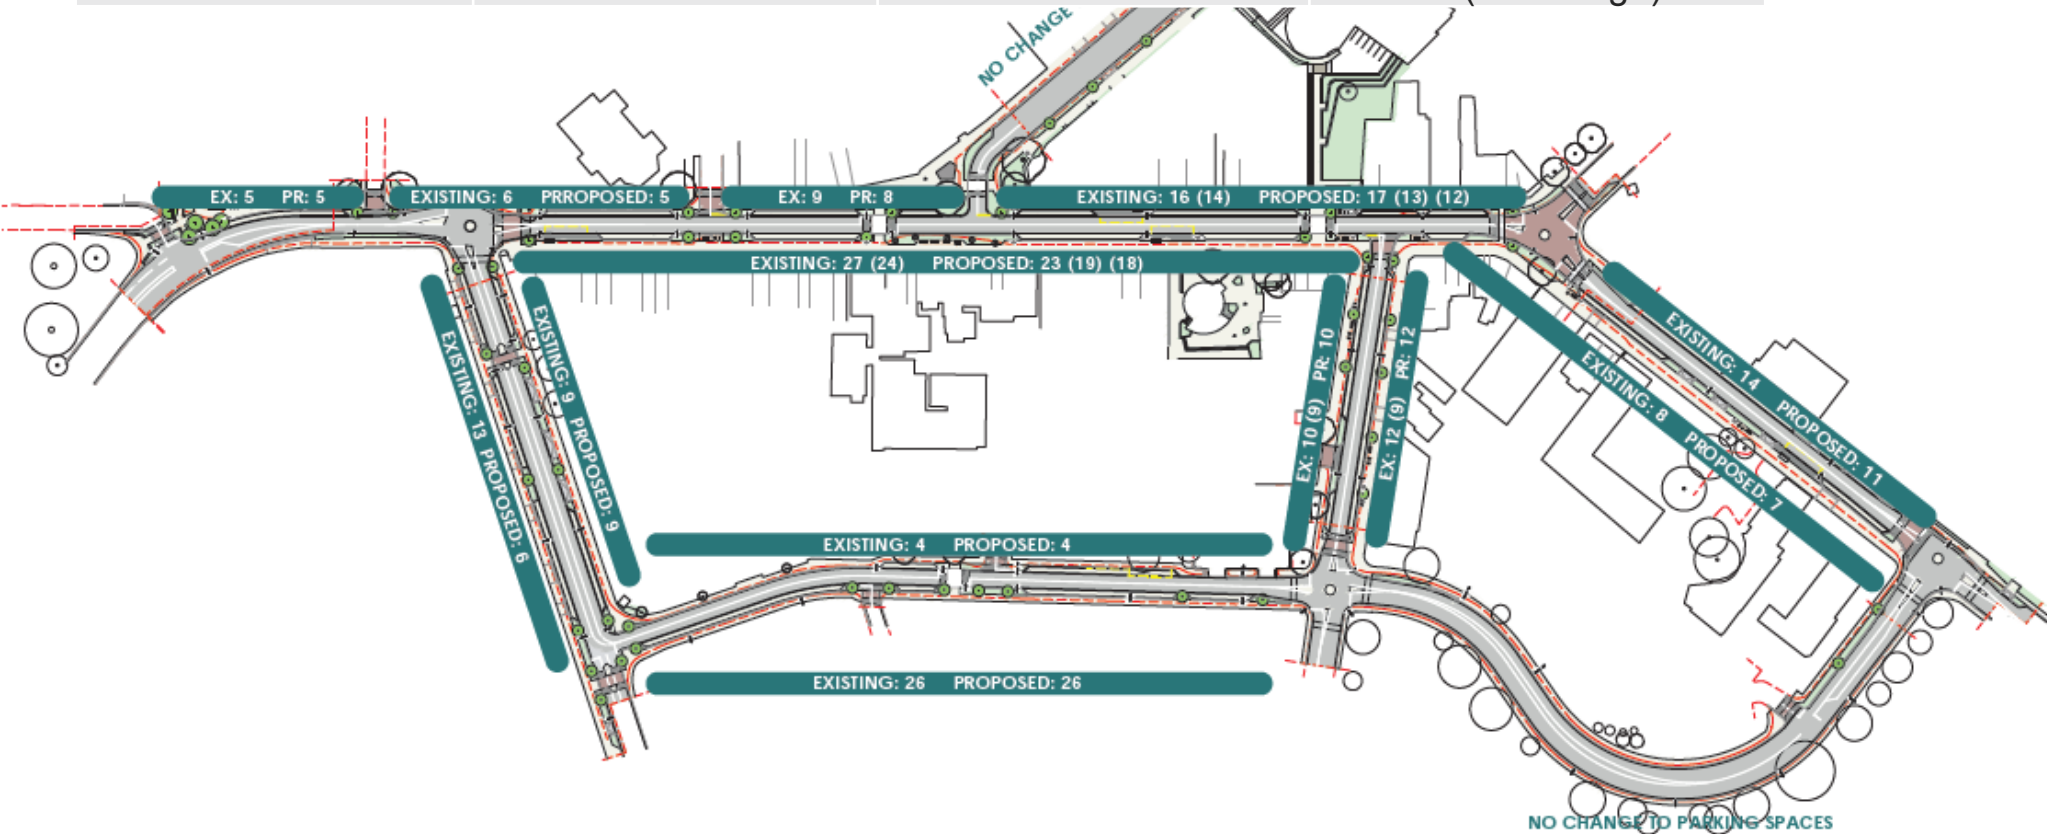 NO CHANGE
EX: 5 PR: 5
EXISTING: 6 PRROPOSED: 5
EX: 9 PR: 8
EXISTING: 16 (14) PROPOSED: 17 (13) (12)
EXISTING: 27 (24) PROPOSED: 23 (19) (18)
EXISTING: 13 PROPOSED: 6
EXISTING: 9 PROPOSED: 9
EX: 10 (9) PR: 10
EX: 12 (9) PR: 12
EXISTING: 14 PROPOSED: 11
EXISTING: 8 PROPOSED: 7
EXISTING: 4 PROPOSED: 4
EXISTING: 26 PROPOSED: 26
NO CHANGE TO PARKING SPACES